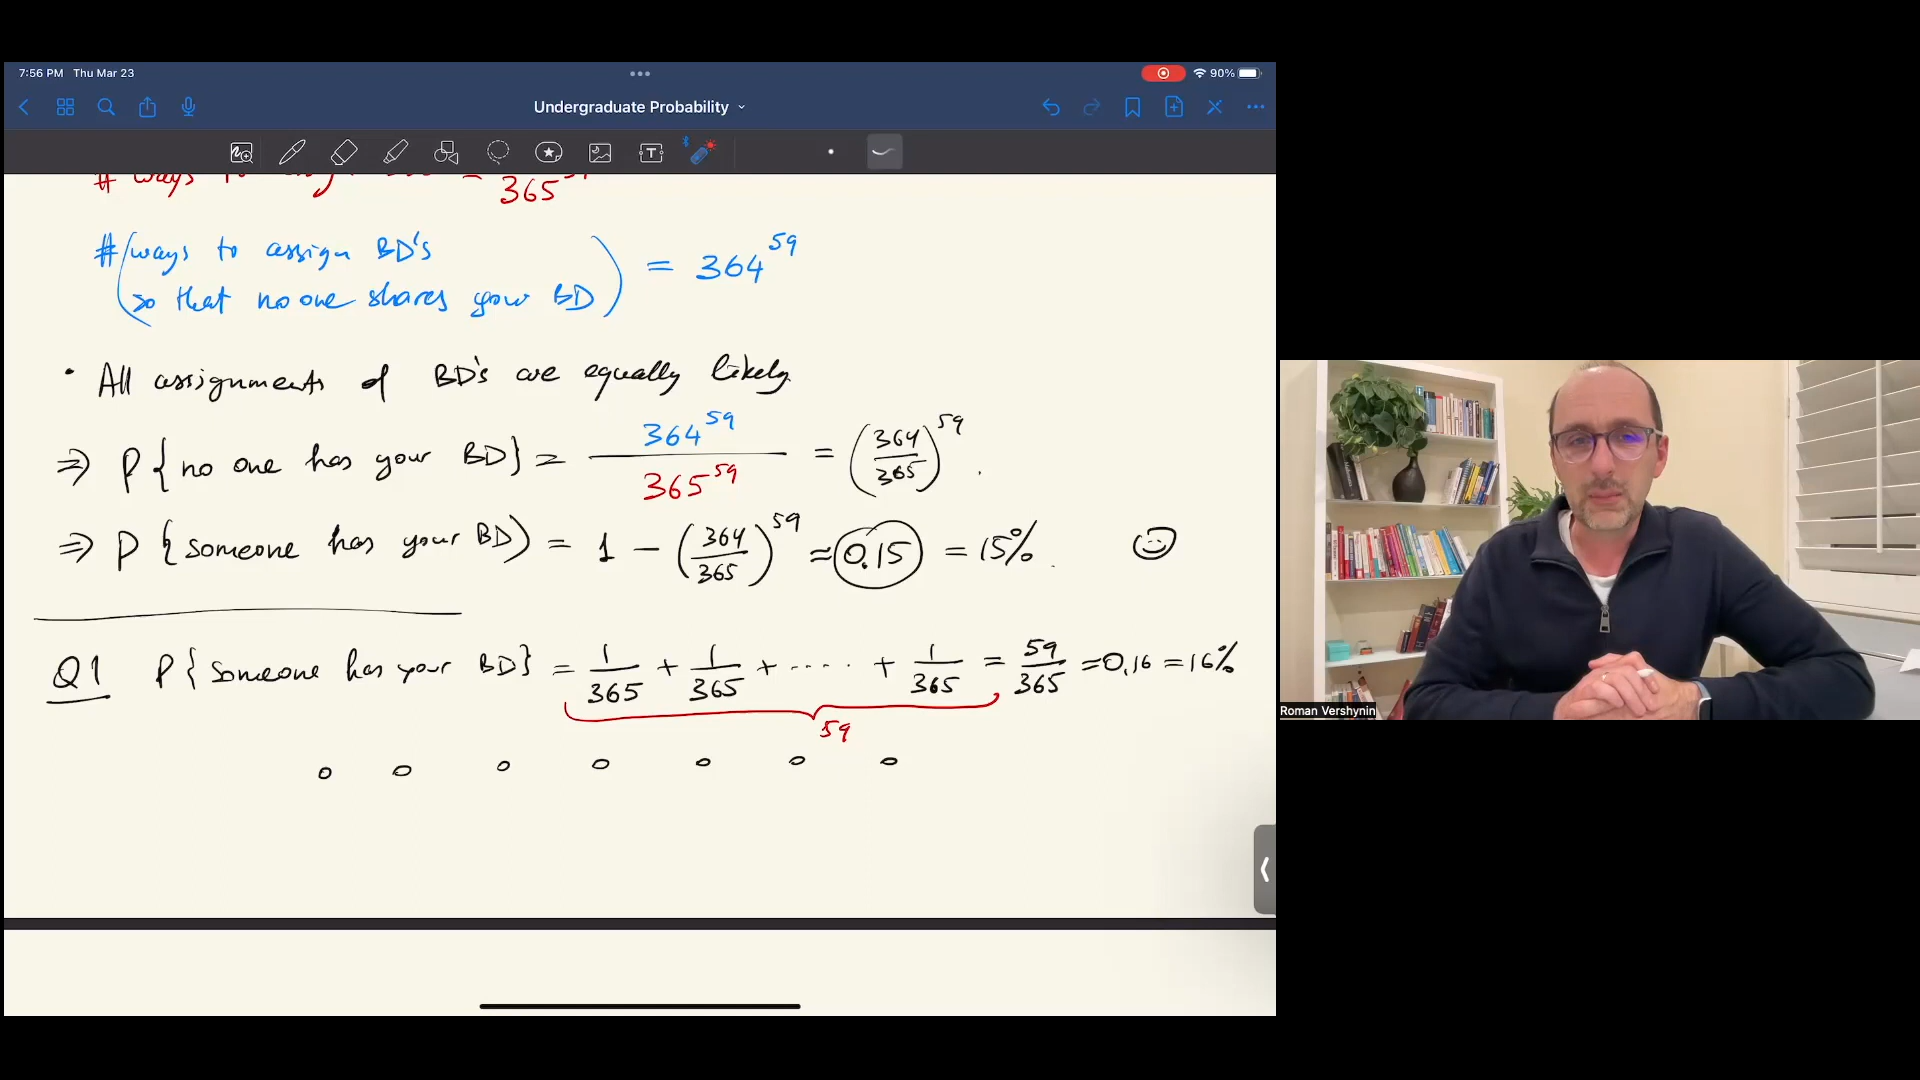 7:56 PM Thu Mar 23
90%
Undergraduate Probability
# ways to = 365^59
#(ways to assign BD's
so that no one shares your BD) = 364^59
• All assignments of BD's are equally likely.
⇒ P{no one has your BD} = 364^59 / 365^59 = (364/365)^59.
⇒ P{someone has your BD) = 1 - (364/365)^59 ≈ 0.15 = 15%.
Q1 P{Someone has your BD} = 1/365 + 1/365 + ..... + 1/365 = 59/365 = 0.16 = 16%
59
Roman Vershynin